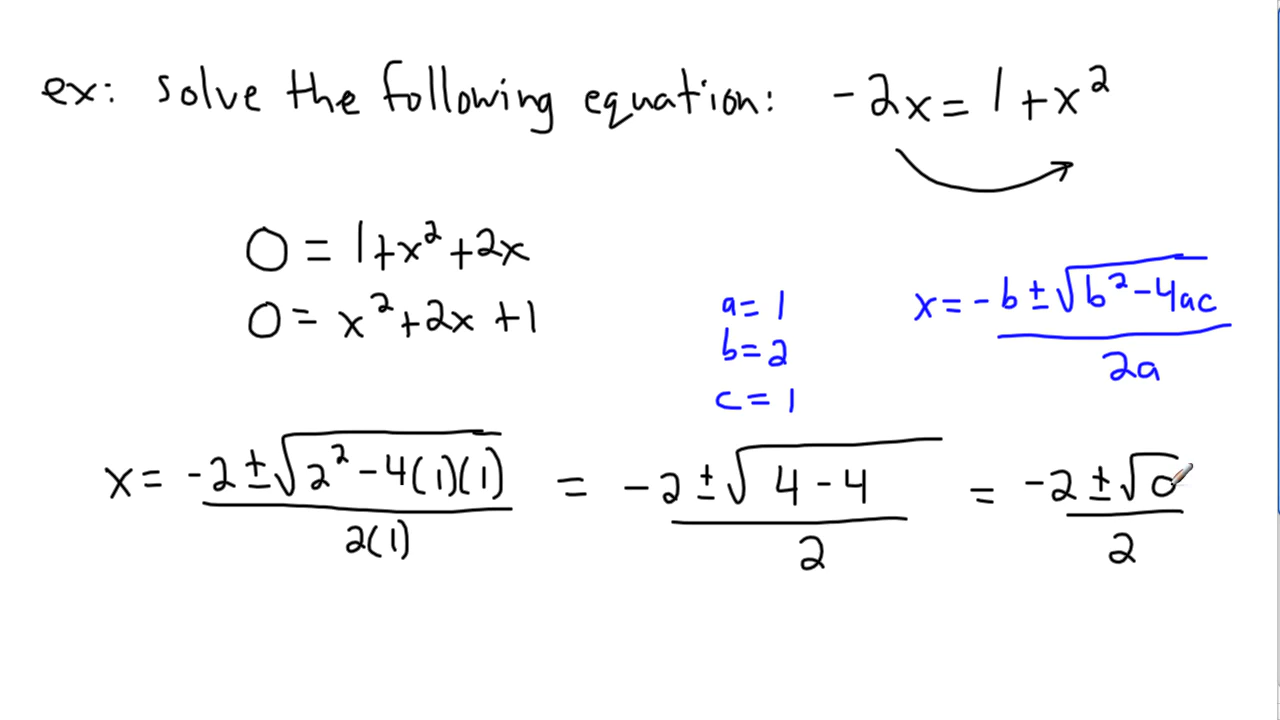 ex: solve the following equation: -2x = 1 + x²
0 = 1 + x² + 2x
0 = x² + 2x + 1
a = 1
b = 2
c = 1
x = -b ± √(b² - 4ac) / 2a
x = -2 ± √(2² - 4(1)(1)) / 2(1) = -2 ± √(4 - 4) / 2 = -2 ± √0 / 2